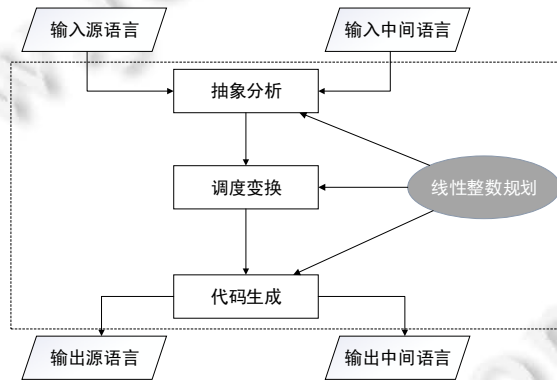 输入源语言
输入中间语言
抽象分析
调度变换
线性整数规划
代码生成
输出源语言
输出中间语言